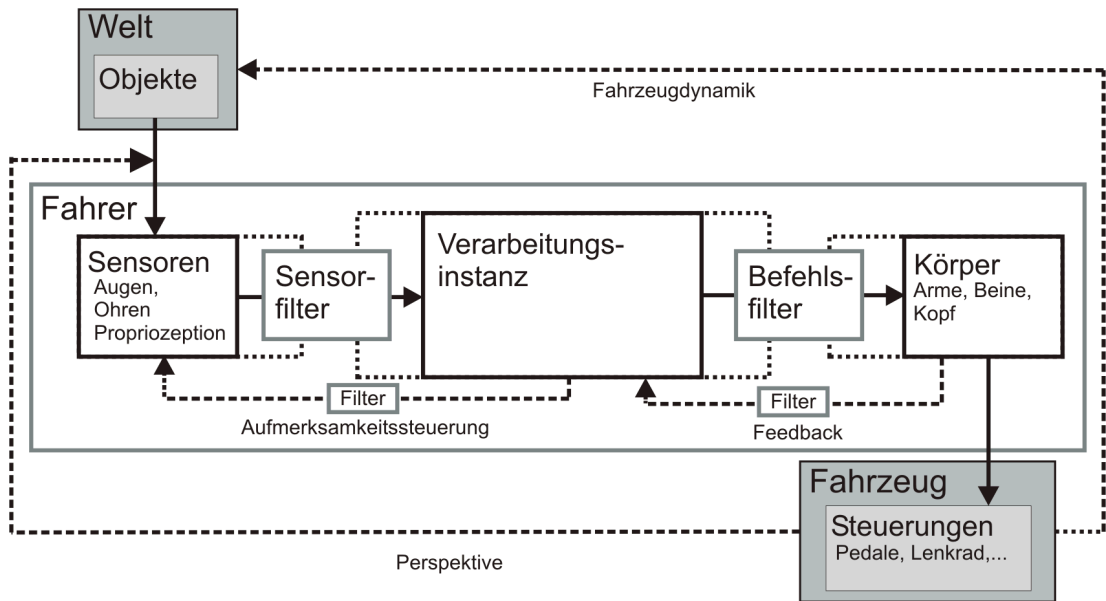 Welt
Objekte
Fahrzeugdynamik
Fahrer
Sensoren
Augen,
Ohren
Propriozeption
Sensor-
filter
Verarbeitungs-
instanz
Befehls-
filter
Körper
Arme, Beine,
Kopf
Filter
Aufmerksamkeitssteuerung
Filter
Feedback
Fahrzeug
Steuerungen
Pedale, Lenkrad,...
Perspektive